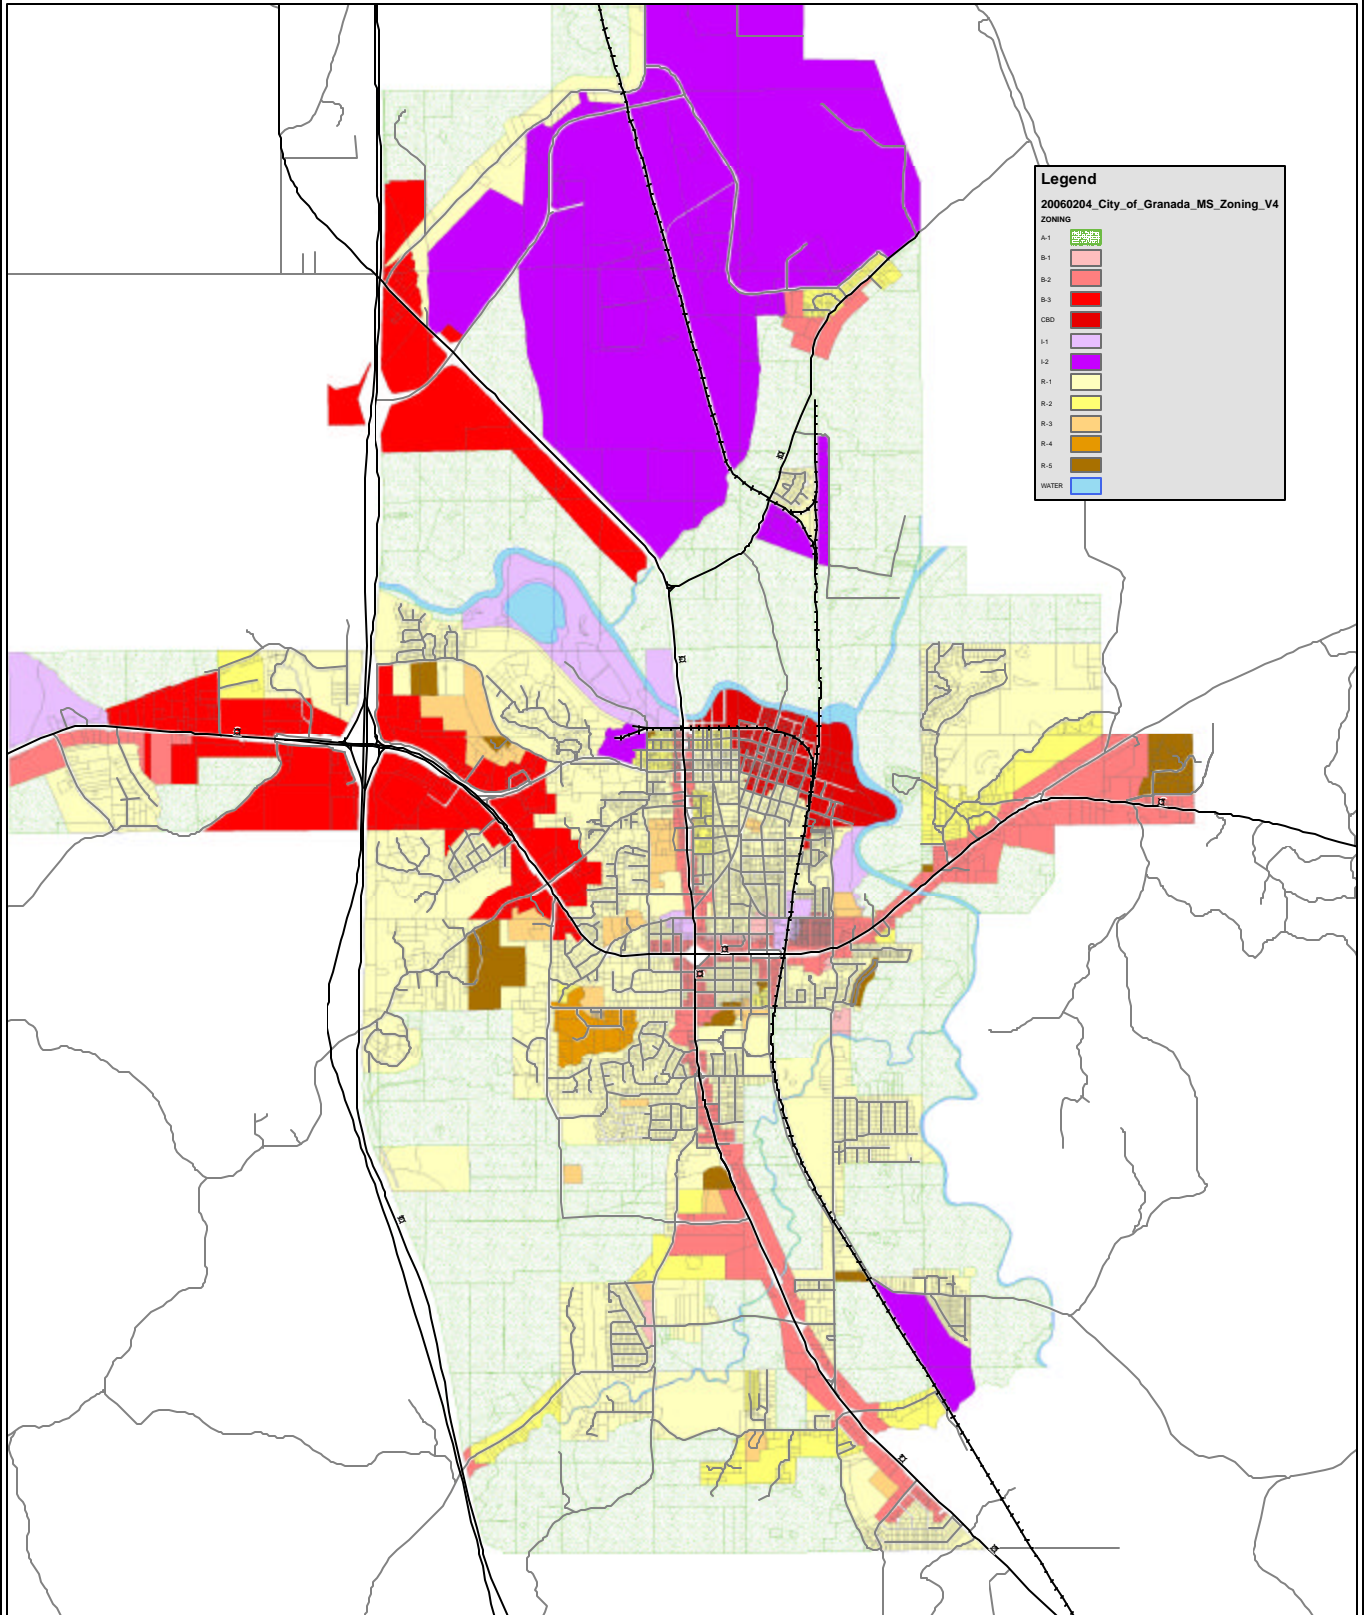 Legend
20060204_City_of_Granada_MS_Zoning_V4
ZONING
A-1
B-1
B-2
B-3
CBD
I-1
I-2
R-1
R-2
R-3
R-4
R-5
WATER